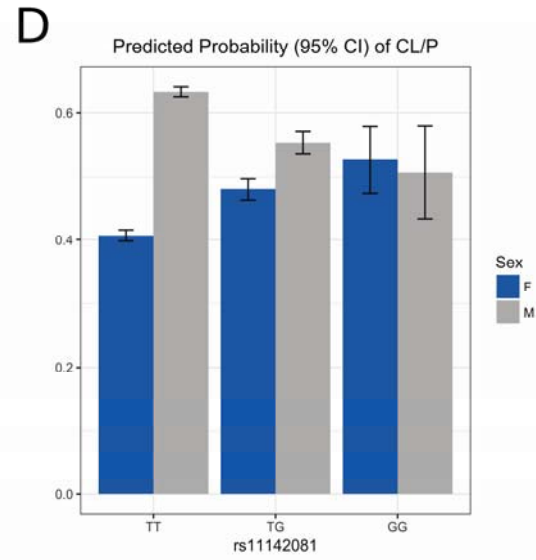 D
Predicted Probability (95% CI) of CL/P
0.6
0.4
0.2
0.0
TT TG GG
rs11142081
Sex
F
M